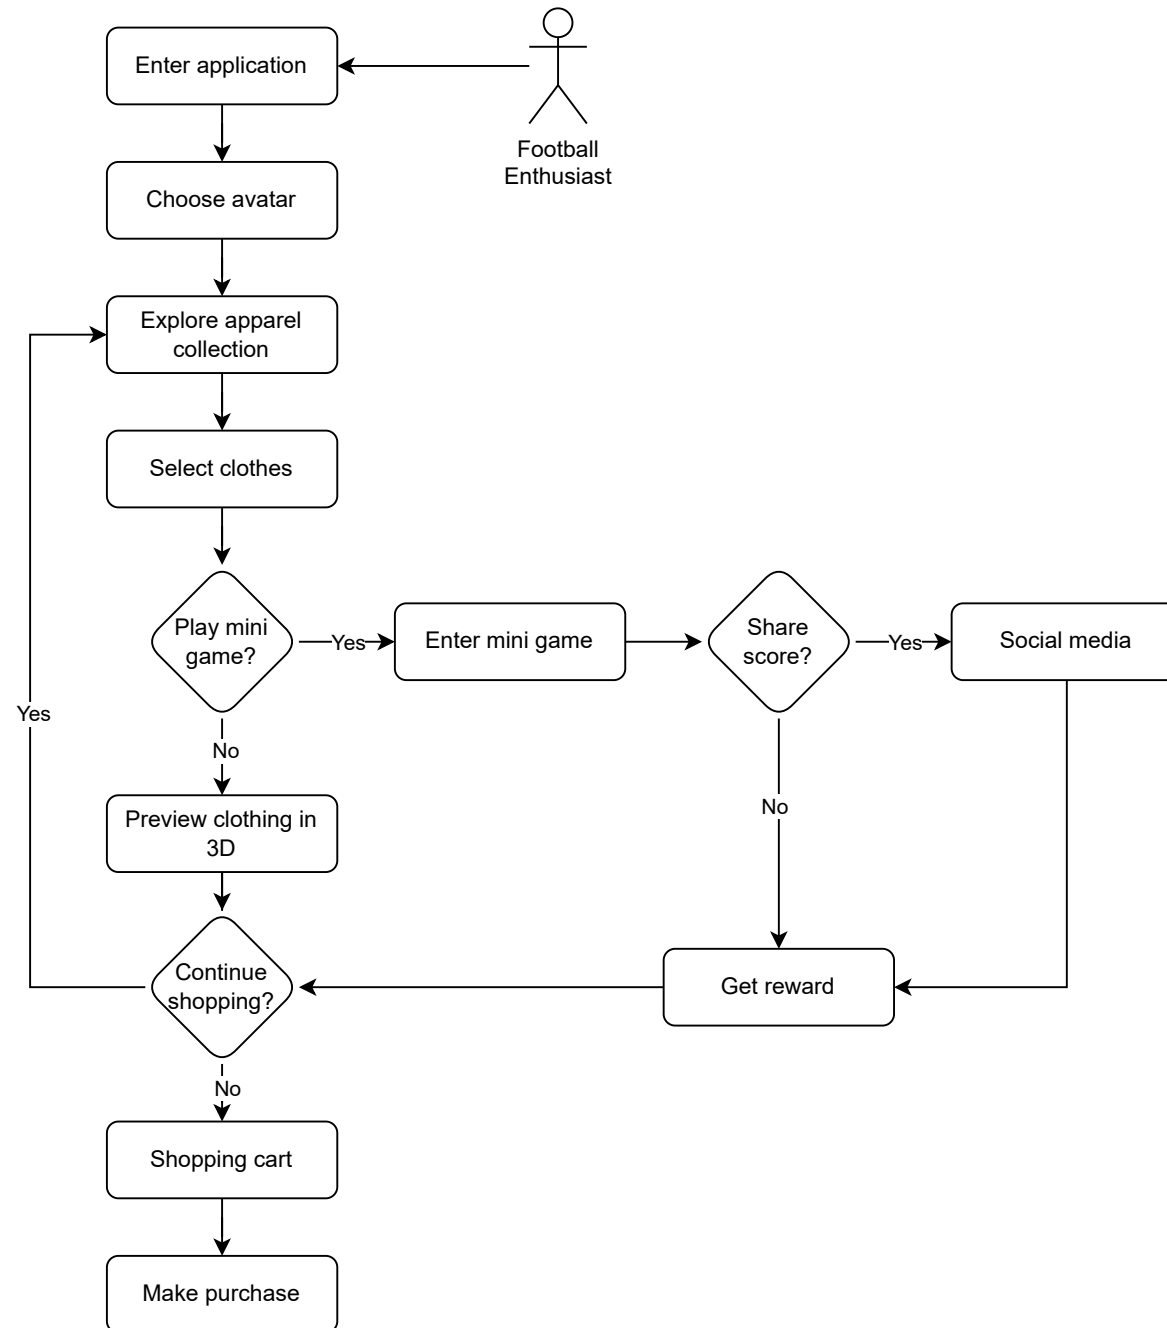 Enter application
Football
Enthusiast
Choose avatar
Explore apparel
collection
Select clothes
Play mini
game?
Yes
Enter mini game
Share
score?
Yes
Social media
Yes
No
No
Preview clothing in
3D
Continue
shopping?
Get reward
No
Shopping cart
Make purchase